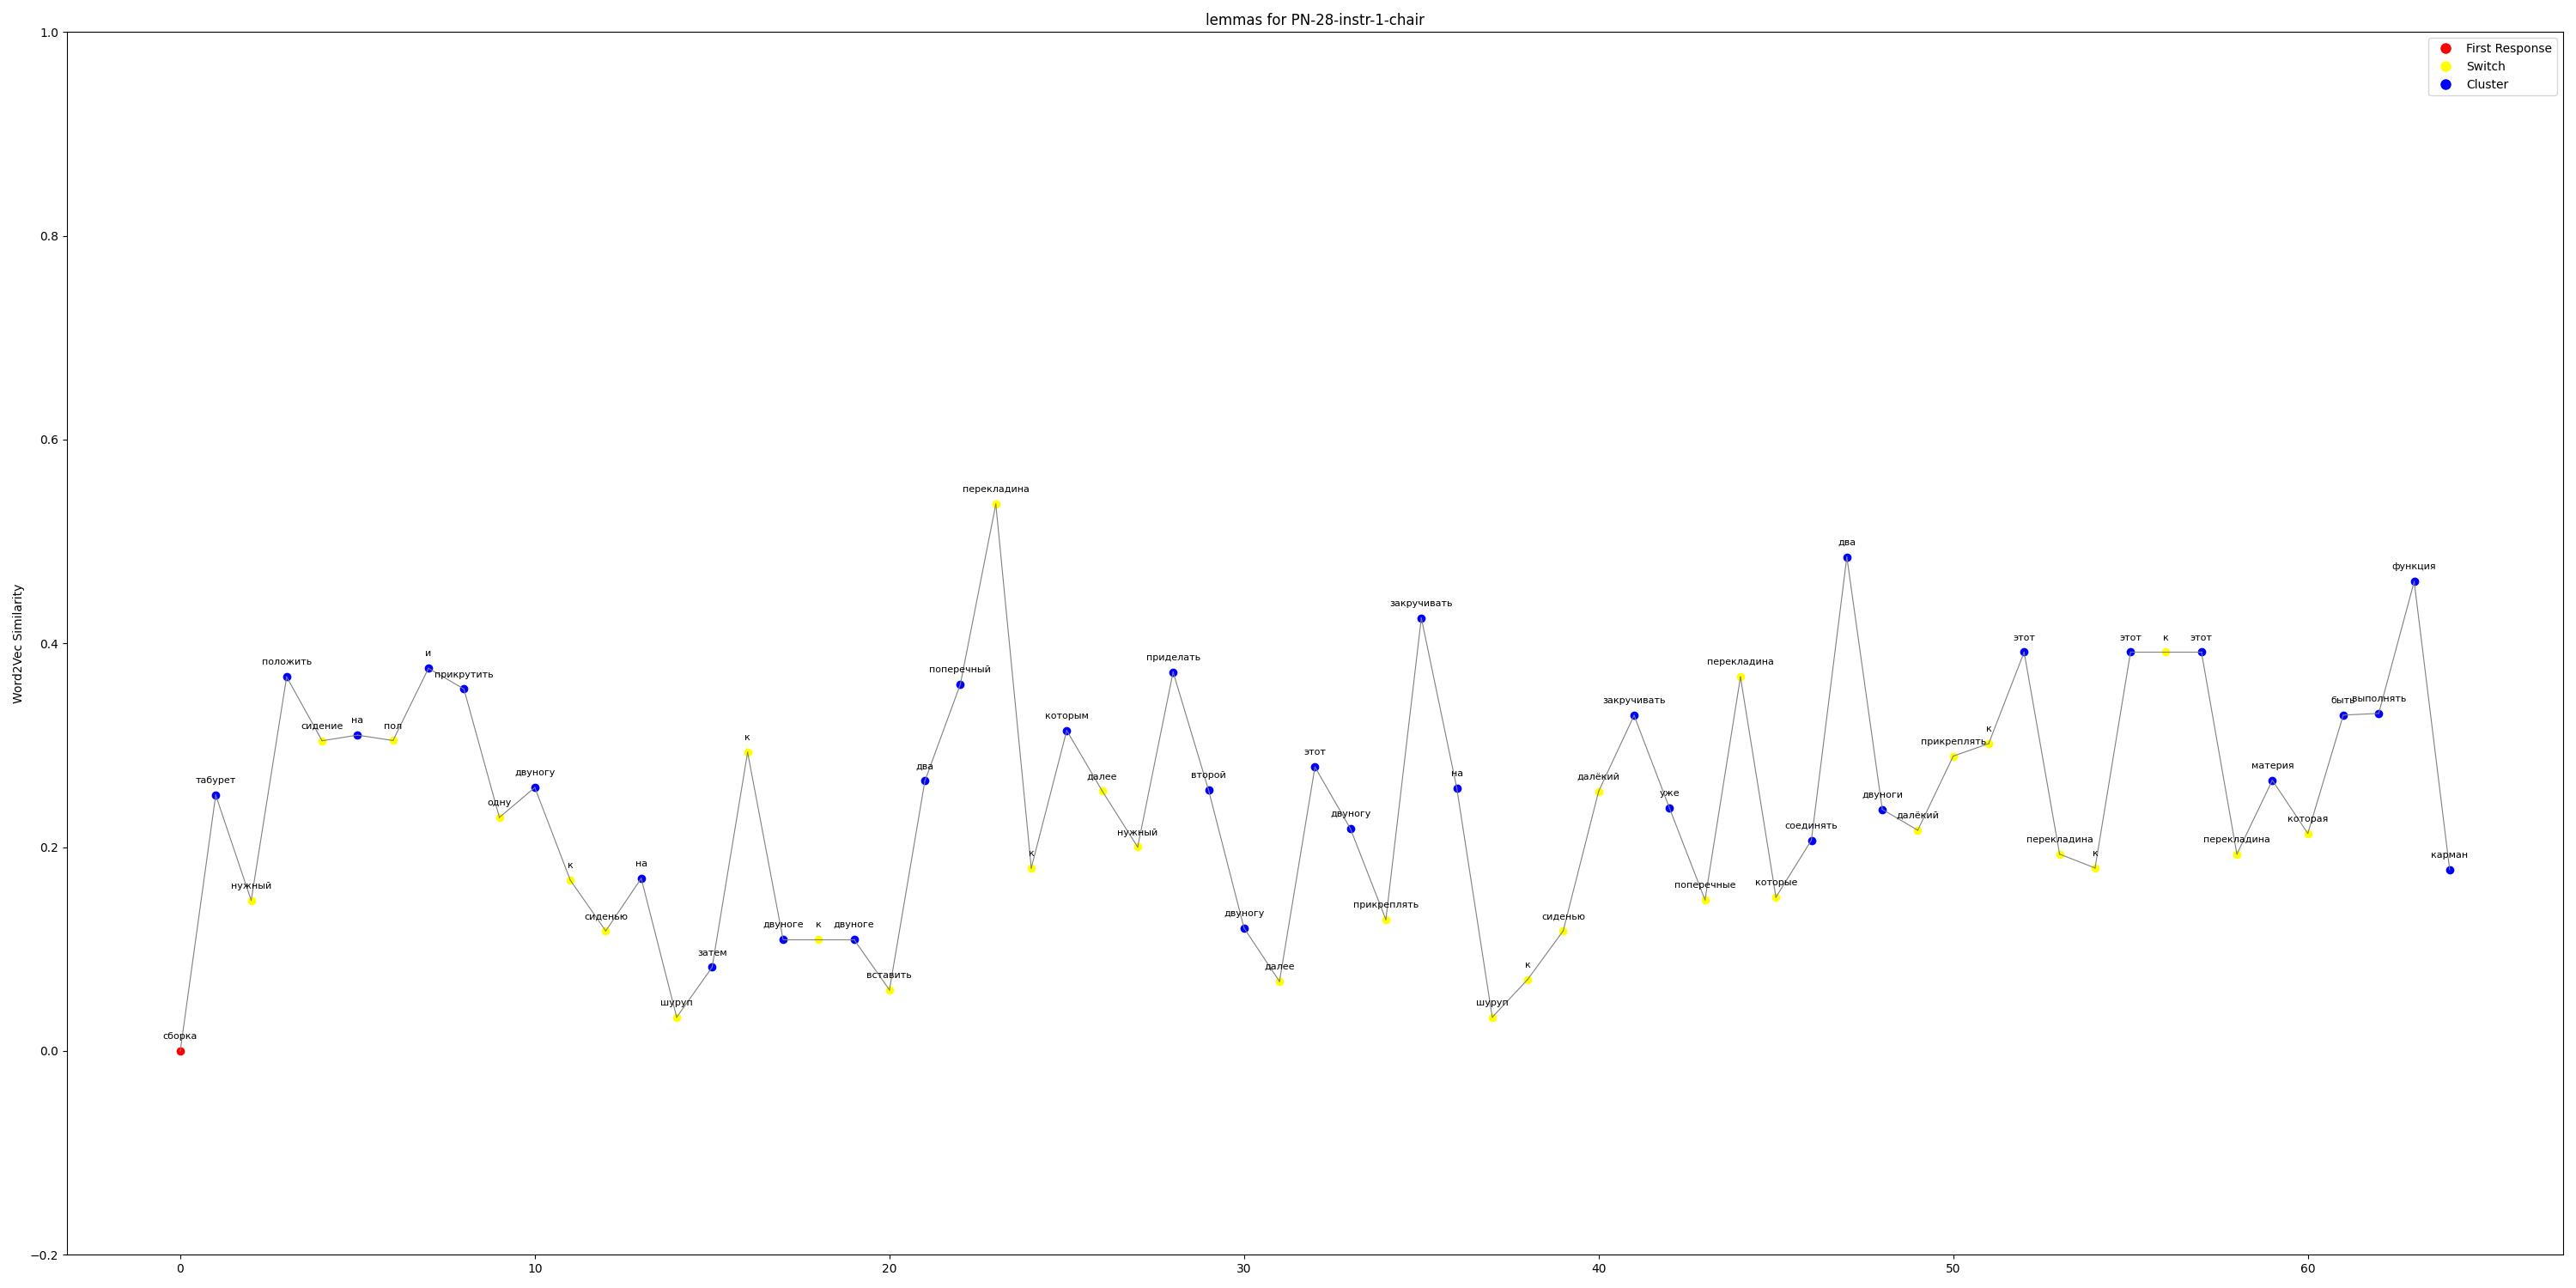 lemmas for PN-28-instr-1-chair
1.0
0.8
0.6
0.4
0.2
0.0
−0.2
Word2Vec Similarity
First Response
Switch
Cluster
сборка
табурет
нужный
положить
сидение
на
пол
и
прикрутить
одну
двуногу
к
сиденью
на
шуруп
затем
к
двуноге
к
двуноге
вставить
два
поперечный
перекладина
к
которым
далее
нужный
приделать
второй
двуногу
далее
этот
двуногу
прикреплять
закручивать
на
шуруп
к
сиденью
далёкий
закручивать
уже
поперечные
перекладина
которые
соединять
два
двуноги
далёкий
прикреплять
к
этот
перекладина
к
этот
к
этот
перекладина
материя
которая
быть
выполнять
функция
карман
0
10
20
30
40
50
60